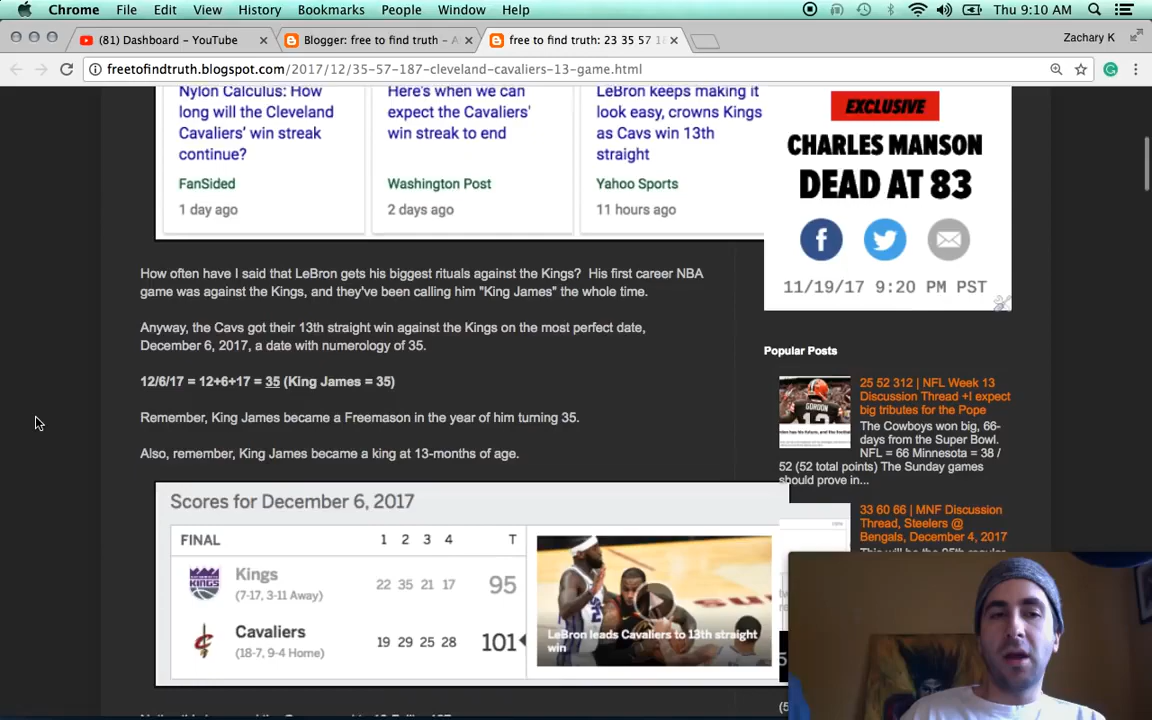 Chrome File Edit View History Bookmarks People Window Help Thu 9:10 AM
(81) Dashboard - YouTube
Blogger: free to find truth -
free to find truth: 23 35 57
Zachary K
freetofindtruth.blogspot.com/2017/12/35-57-187-cleveland-cavaliers-13-game.html
Nylon Calculus: How
long will the Cleveland
Cavaliers' win streak
continue?
FanSided
1 day ago
Here's when we can
expect the Cavaliers'
win streak to end
Washington Post
2 days ago
LeBron keeps making it
look easy, crowns Kings
as Cavs win 13th
straight
Yahoo Sports
11 hours ago
How often have I said that LeBron gets his biggest rituals against the Kings? His first career NBA
game was against the Kings, and they've been calling him "King James" the whole time.
Anyway, the Cavs got their 13th straight win against the Kings on the most perfect date,
December 6, 2017, a date with numerology of 35.
12/6/17 = 12+6+17 = 35 (King James = 35)
Remember, King James became a Freemason in the year of him turning 35.
Also, remember, King James became a king at 13-months of age.
Scores for December 6, 2017
FINAL 1 2 3 4 T
Kings 22 35 21 17 95
(7-17, 3-11 Away)
Cavaliers 19 29 25 28 101
(18-7, 9-4 Home)
LeBron leads Cavaliers to 13th straight
win
EXCLUSIVE
CHARLES MANSON
DEAD AT 83
11/19/17 9:20 PM PST
Popular Posts
25 52 312 | NFL Week 13
Discussion Thread +I expect
big tributes for the Pope
The Cowboys won big, 66-
days from the Super Bowl.
NFL = 66 Minnesota = 38 /
52 (52 total points) The Sunday games
should prove in...
33 60 66 | MNF Discussion
Thread, Steelers @
Bengals, December 4, 2017